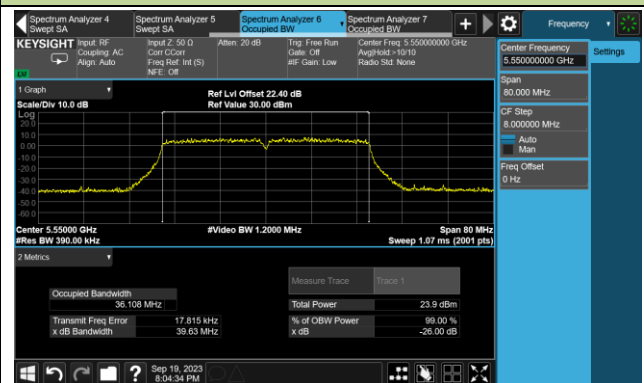 Spectrum Analyzer 4
Swept SA
Spectrum Analyzer 5
Swept SA
Spectrum Analyzer 6
Occupied BW
Spectrum Analyzer 7
Occupied BW
Frequency
KEYSIGHT
Input: RF
Coupling: AC
Align: Auto
Input Z: 50 Ω
Corr CCorr
Freq Ref: Int (S)
NFE: Off
Atten: 20 dB
Trig: Free Run
Gate: Off
#IF Gain: Low
Center Freq: 5.550000000 GHz
Avg|Hold:>10/10
Radio Std: None
Center Frequency
5.550000000 GHz
Settings
Span
80.000 MHz
CF Step
8.000000 MHz
Auto
Man
Freq Offset
0 Hz
1 Graph
Scale/Div 10.0 dB
Ref Lvl Offset 22.40 dB
Ref Value 30.00 dBm
Log
20.0
10.0
0.00
-10.0
-20.0
-30.0
-40.0
-50.0
-60.0
Center 5.55000 GHz
#Res BW 390.00 kHz
#Video BW 1.2000 MHz
Span 80 MHz
Sweep 1.07 ms (2001 pts)
2 Metrics
Measure Trace
Trace 1
Occupied Bandwidth
36.108 MHz
Total Power
23.9 dBm
Transmit Freq Error
17.815 kHz
% of OBW Power
99.00 %
x dB Bandwidth
39.63 MHz
x dB
-26.00 dB
Sep 19, 2023
8:04:34 PM